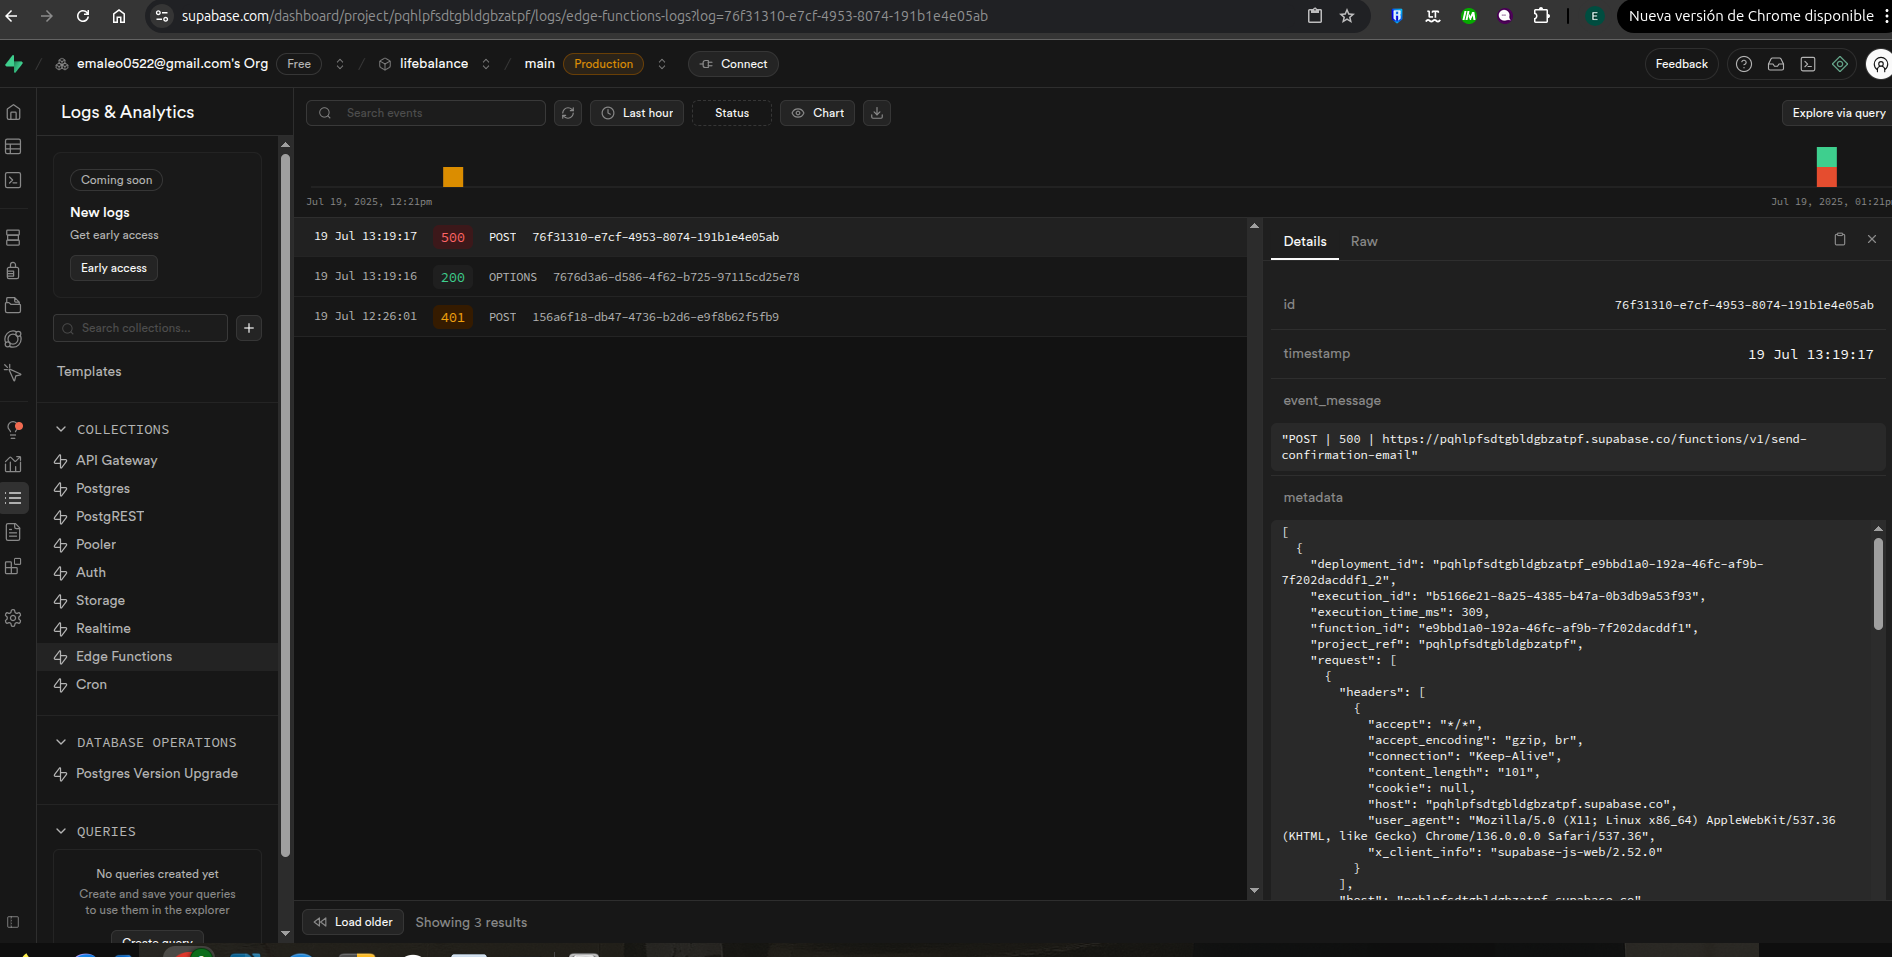 supabase.com/dashboard/project/pqhlpfsdtgbldgbzatpf/logs/edge-functions-logs?log=76f31310-e7cf-4953-8074-191b1e4e05ab
E
Nueva versión de Chrome disponible
emaleo0522@gmail.com's Org
Free
lifebalance
main
Production
Connect
Feedback
Logs & Analytics
Search events
Last hour
Status
Chart
Explore via query
Coming soon
New logs
Get early access
Early access
Search collections...
Templates
COLLECTIONS
API Gateway
Postgres
PostgREST
Pooler
Auth
Storage
Realtime
Edge Functions
Cron
DATABASE OPERATIONS
Postgres Version Upgrade
QUERIES
No queries created yet
Create and save your queries
to use them in the explorer
Create query
Jul 19, 2025, 12:21pm
Jul 19, 2025, 01:21p
19 Jul 13:19:17 500 POST 76f31310-e7cf-4953-8074-191b1e4e05ab
19 Jul 13:19:16 200 OPTIONS 7676d3a6-d586-4f62-b725-97115cd25e78
19 Jul 12:26:01 401 POST 156a6f18-db47-4736-b2d6-e9f8b62f5fb9
Load older
Showing 3 results
Details
Raw
id
76f31310-e7cf-4953-8074-191b1e4e05ab
timestamp
19 Jul 13:19:17
event_message
"POST | 500 | https://pqhlpfsdtgbldgbzatpf.supabase.co/functions/v1/send-
confirmation-email"
metadata
[
{
"deployment_id": "pqhlpfsdtgbldgbzatpf_e9bbd1a0-192a-46fc-af9b-
7f202dacddf1_2",
"execution_id": "b5166e21-8a25-4385-b47a-0b3db9a53f93",
"execution_time_ms": 309,
"function_id": "e9bbd1a0-192a-46fc-af9b-7f202dacddf1",
"project_ref": "pqhlpfsdtgbldgbzatpf",
"request": [
{
"headers": [
{
"accept": "*/*",
"accept_encoding": "gzip, br",
"connection": "Keep-Alive",
"content_length": "101",
"cookie": null,
"host": "pqhlpfsdtgbldgbzatpf.supabase.co",
"user_agent": "Mozilla/5.0 (X11; Linux x86_64) AppleWebKit/537.36
(KHTML, like Gecko) Chrome/136.0.0.0 Safari/537.36",
"x_client_info": "supabase-js-web/2.52.0"
}
],
"host": "pqhlpfsdtgbldgbzatpf.supabase.co"